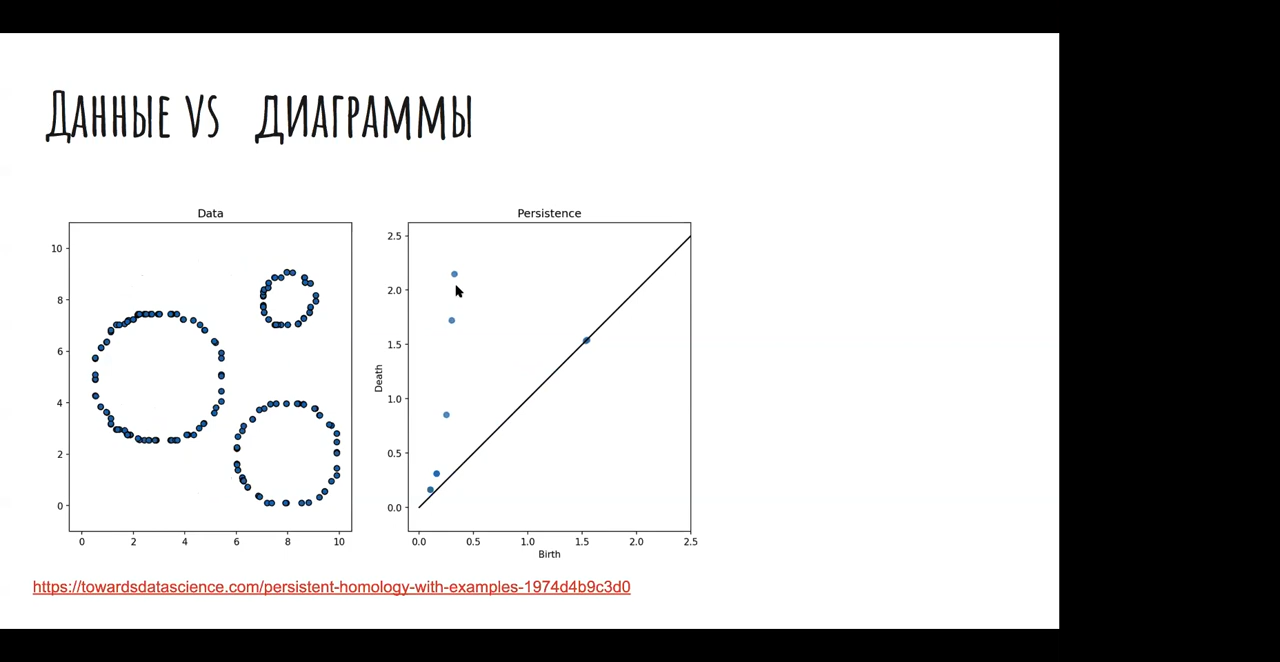 Данные vs диаграммы
Data
10
8
6
4
2
0
0 2 4 6 8 10
Persistence
Death
2.5
2.0
1.5
1.0
0.5
0.0
0.0 0.5 1.0 1.5 2.0 2.5
Birth
https://towardsdatascience.com/persistent-homology-with-examples-1974d4b9c3d0